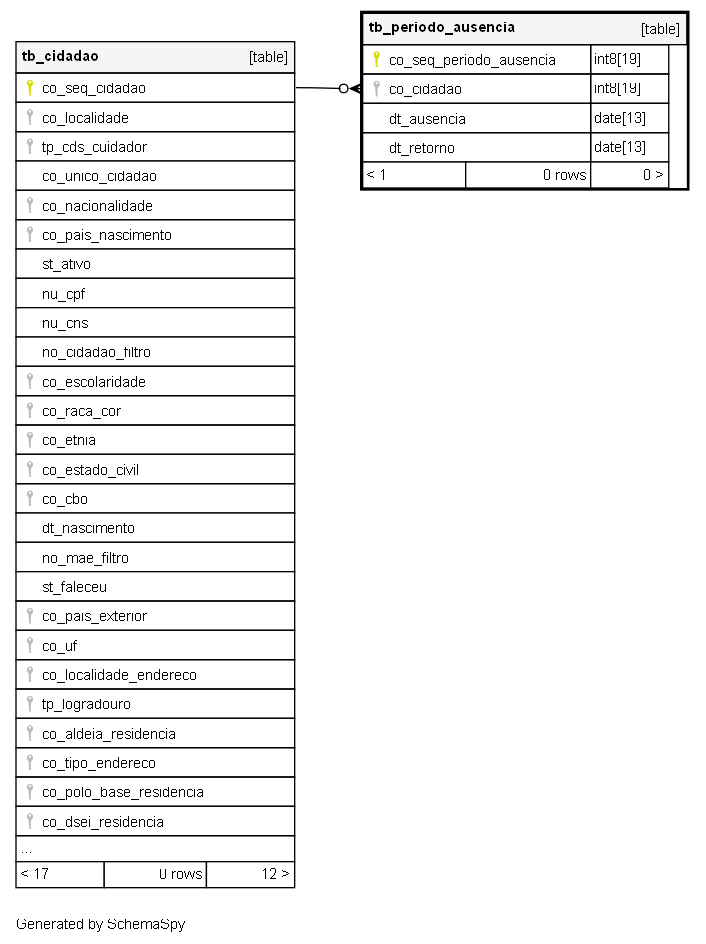 tb_cidadao [table]
co_seq_cidadao
co_localidade
tp_cds_cuidador
co_unico_cidadao
co_nacionalidade
co_pais_nascimento
st_ativo
nu_cpf
nu_cns
no_cidadao_filtro
co_escolaridade
co_raca_cor
co_etnia
co_estado_civil
co_cbo
dt_nascimento
no_mae_filtro
st_faleceu
co_pais_exterior
co_uf
co_localidade_endereco
tp_logradouro
co_aldeia_residencia
co_tipo_endereco
co_polo_base_residencia
co_dsei_residencia
...
< 17 0 rows 12 >
tb_periodo_ausencia [table]
co_seq_periodo_ausencia int8[19]
co_cidadao int8[19]
dt_ausencia date[13]
dt_retorno date[13]
< 1 0 rows 0 >
Generated by SchemaSpy